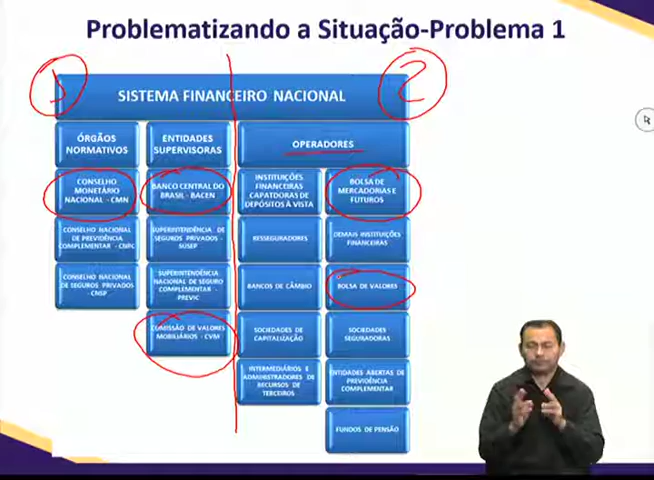 Problematizando a Situação-Problema 1
1
2
SISTEMA FINANCEIRO NACIONAL
ÓRGÃOS
NORMATIVOS
ENTIDADES
SUPERVISORAS
OPERADORES
CONSELHO
MONETÁRIO
NACIONAL - CMN
BANCO CENTRAL DO
BRASIL - BACEN
INSTITUIÇÕES
FINANCEIRAS
CAPTADORAS DE
DEPÓSITOS À VISTA
BOLSA DE
MERCADORIAS E
FUTUROS
CONSELHO NACIONAL
DE PREVIDÊNCIA
COMPLEMENTAR - CNPC
SUPERINTENDÊNCIA DE
SEGUROS PRIVADOS -
SUSEP
RESSEGURADORES
DEMAIS INSTITUIÇÕES
FINANCEIRAS
CONSELHO NACIONAL
DE SEGUROS PRIVADOS -
CNSP
SUPERINTENDÊNCIA
NACIONAL DE SEGURO
COMPLEMENTAR -
PREVIC
BANCOS DE CÂMBIO
BOLSA DE VALORES
COMISSÃO DE VALORES
MOBILIÁRIOS - CVM
SOCIEDADES DE
CAPITALIZAÇÃO
SOCIEDADES
SEGURADORAS
INTERMEDIÁRIOS E
ADMINISTRADORES DE
RECURSOS DE
TERCEIROS
ENTIDADES ABERTAS DE
PREVIDÊNCIA
COMPLEMENTAR
FUNDOS DE PENSÃO